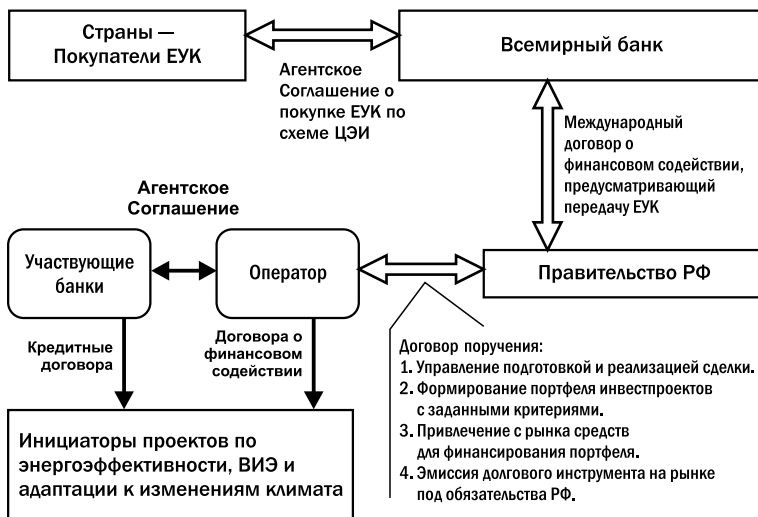 Страны —
Покупатели ЕУК
Всемирный банк
Агентское
Соглашение о
покупке ЕУК по
схеме ЦЭИ
Международный
договор о
финансовом содействии,
предусматривающий
передачу ЕУК
Агентское
Соглашение
Участвующие
банки
Оператор
Правительство РФ
Кредитные
договора
Договора о
финансовом
содействии
Договор поручения:
1. Управление подготовкой и реализацией сделки.
2. Формирование портфеля инвестпроектов
с заданными критериями.
3. Привлечение с рынка средств
для финансирования портфеля.
4. Эмиссия долгового инструмента на рынке
под обязательства РФ.
Инициаторы проектов по
энергоэффективности, ВИЭ и
адаптации к изменениям климата